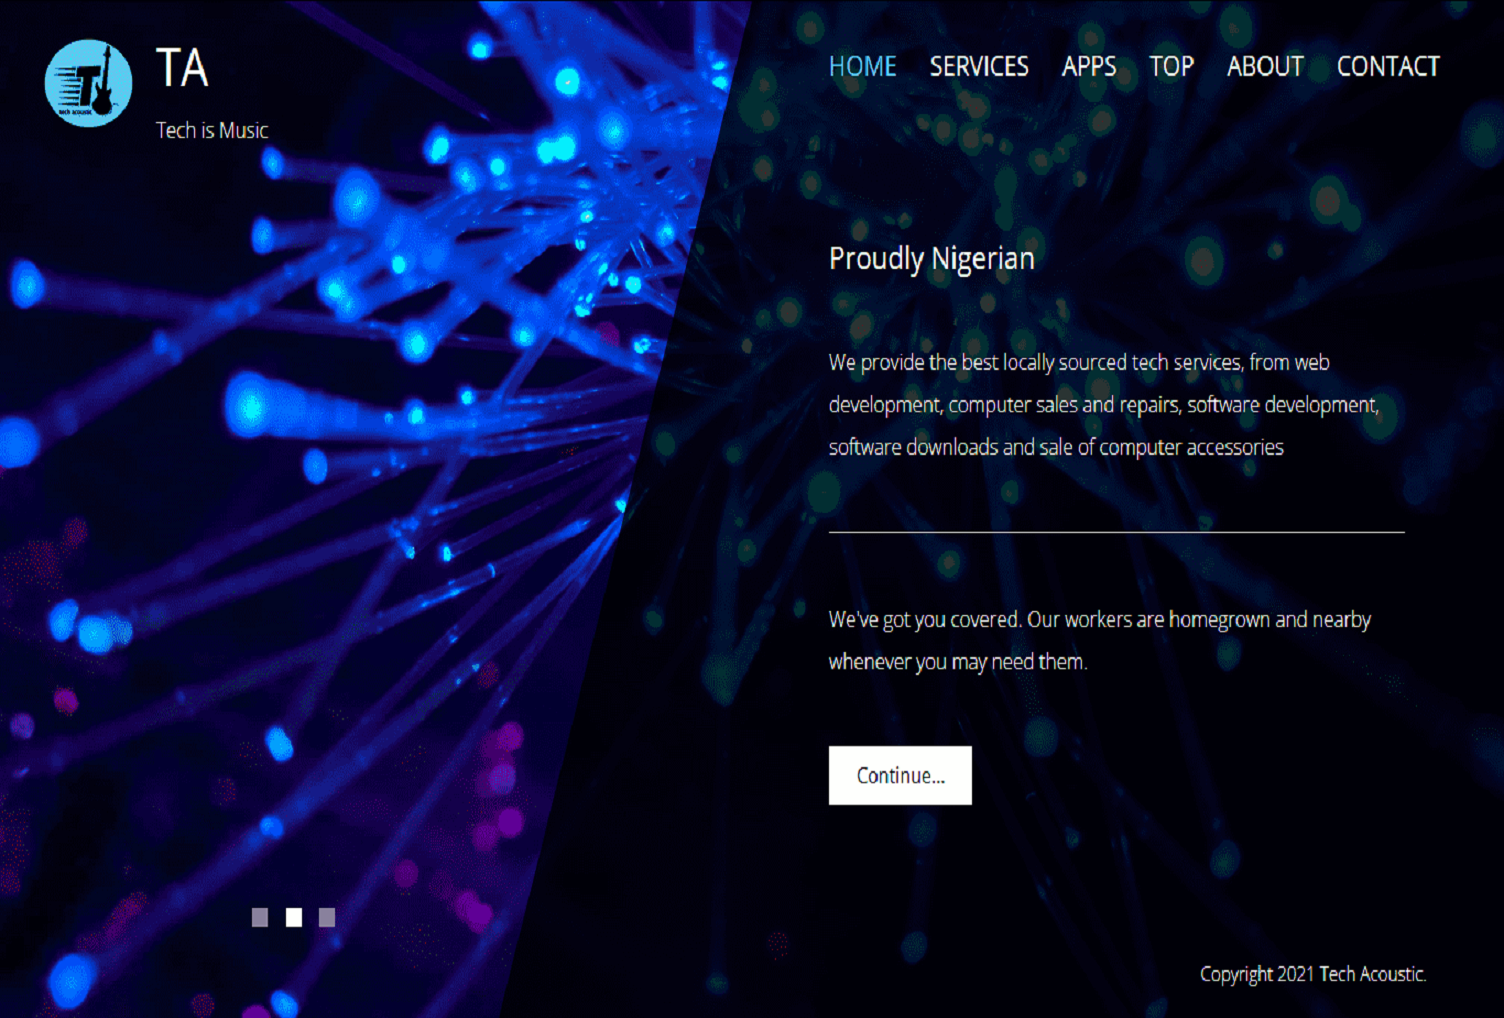 TA
Tech is Music
T
tech acoustic
HOME SERVICES APPS TOP ABOUT CONTACT
Proudly Nigerian
We provide the best locally sourced tech services, from web
development, computer sales and repairs, software development,
software downloads and sale of computer accessories
We've got you covered. Our workers are homegrown and nearby
whenever you may need them.
Continue...
Copyright 2021 Tech Acoustic.